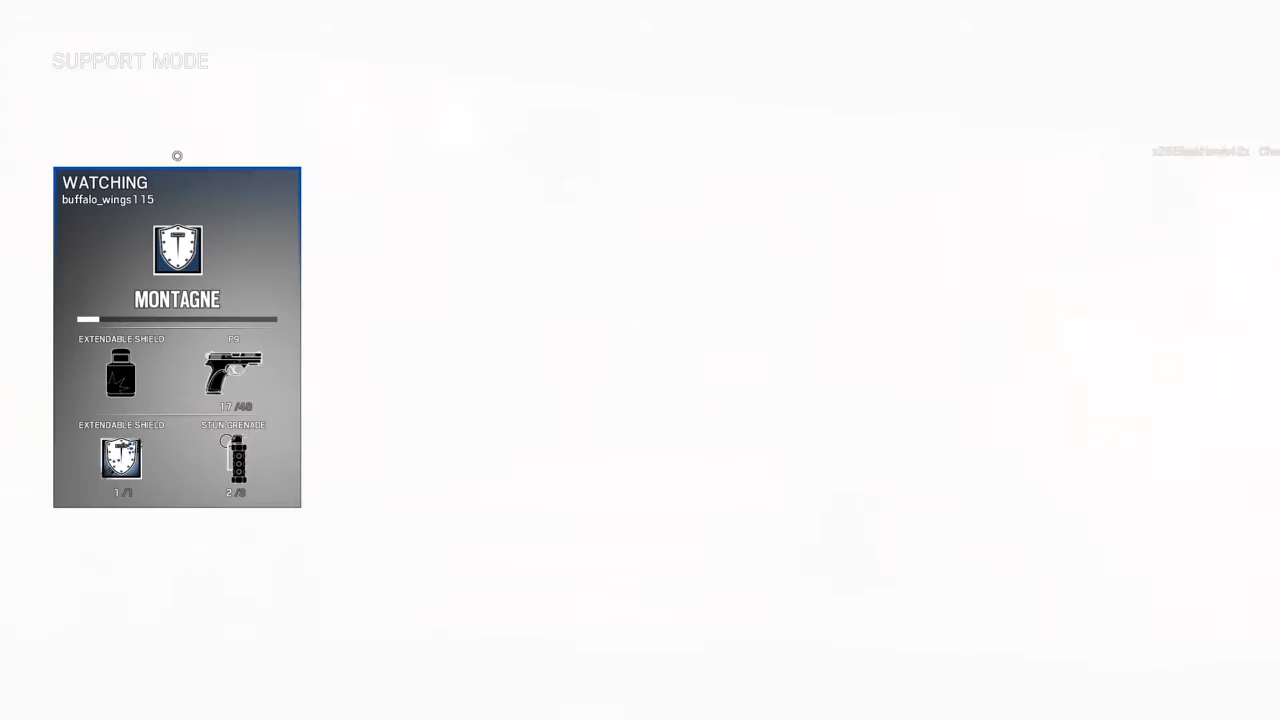 SUPPORT MODE
WATCHING
buffalo_wings115
MONTAGNE
EXTENDABLE SHIELD P9
17 /48
EXTENDABLE SHIELD STUN GRENADE
1 /1 2 /3